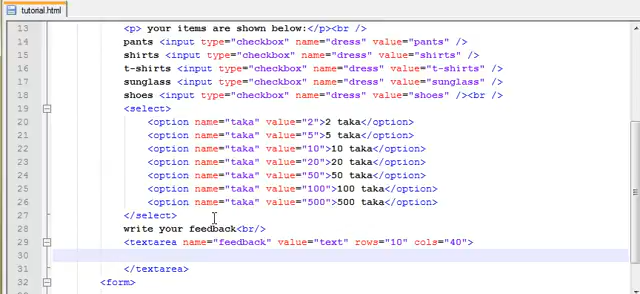 tutorial.html
13 <p> your items are shown below:</p><br />
14 pants <input type="checkbox" name="dress" value="pants" />
15 shirts <input type="checkbox" name="dress" value="shirts" />
16 t-shirts <input type="checkbox" name="dress" value="t-shirts" />
17 sunglass <input type="checkbox" name="dress" value="sunglass" />
18 shoes <input type="checkbox" name="dress" value="shoes" /><br />
19 <select>
20 <option name="taka" value="2">2 taka</option>
21 <option name="taka" value="5">5 taka</option>
22 <option name="taka" value="10">10 taka</option>
23 <option name="taka" value="20">20 taka</option>
24 <option name="taka" value="50">50 taka</option>
25 <option name="taka" value="100">100 taka</option>
26 <option name="taka" value="500">500 taka</option>
27 </select>
28 write your feedback<br/>
29 <textarea name="feedback" value="text" rows="10" cols="40">
30
31 </textarea>
32 <form>